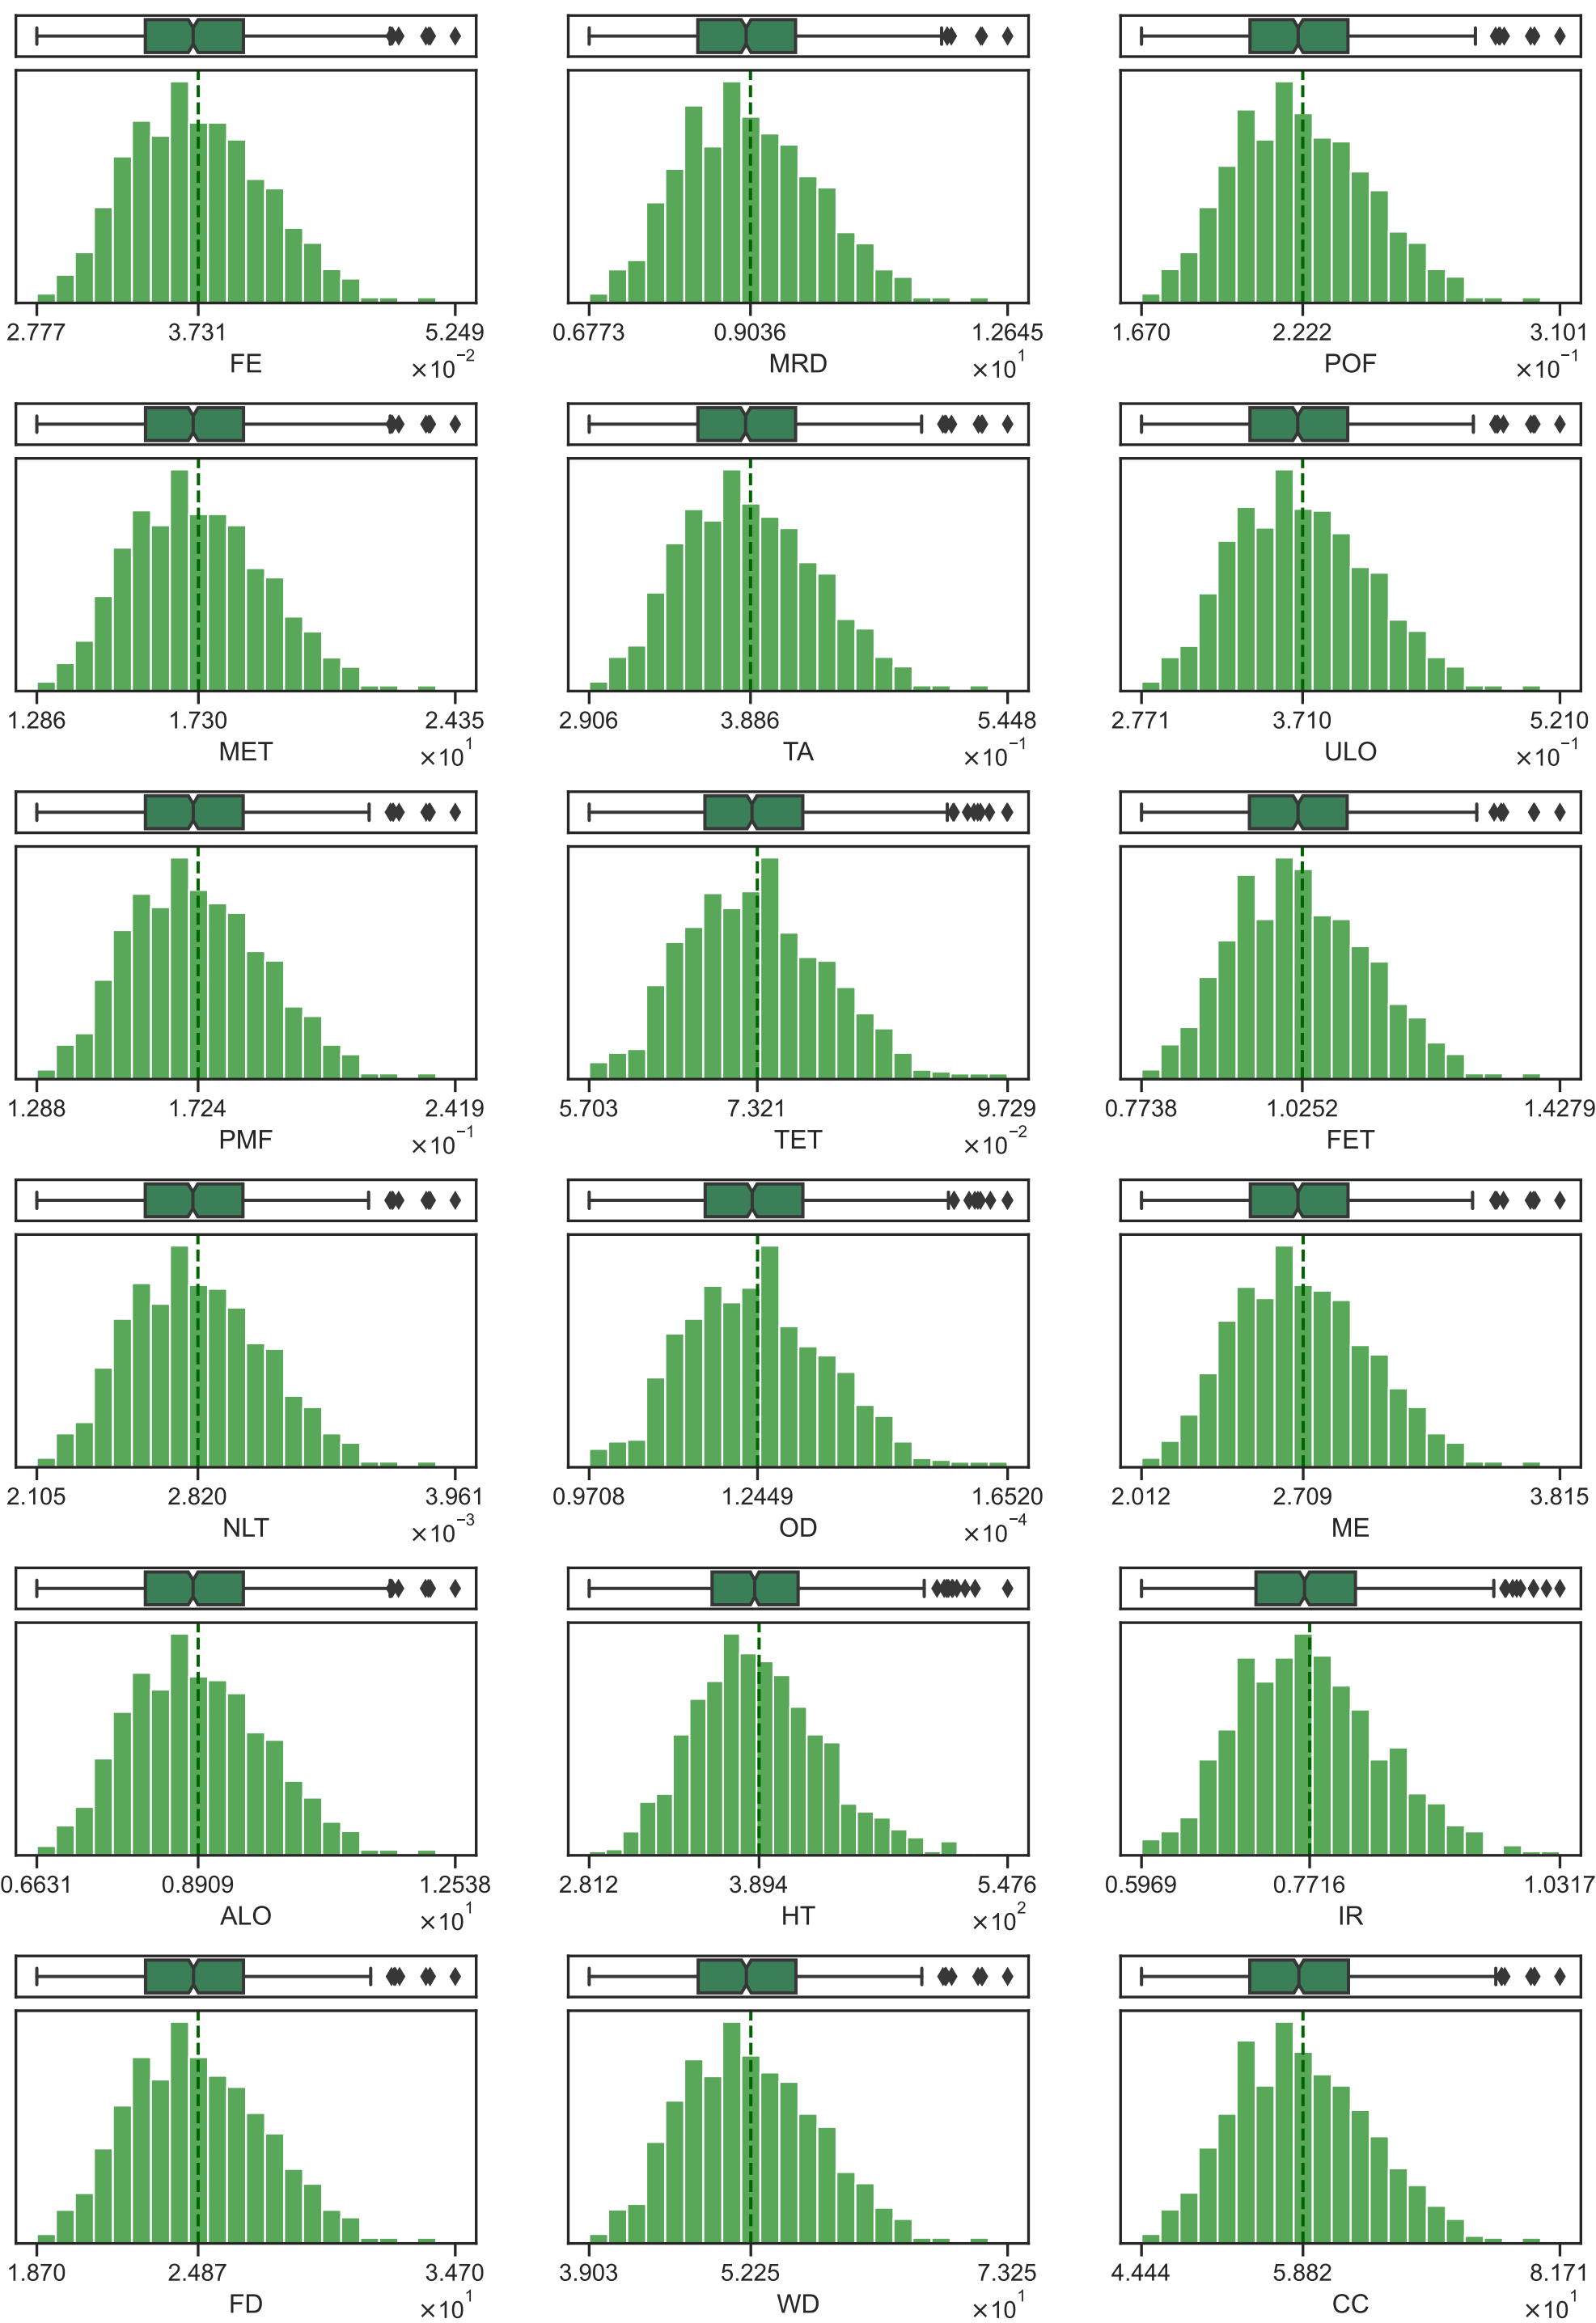 2.777 3.731 5.249
FE ×10⁻²
0.6773 0.9036 1.2645
MRD ×10¹
1.670 2.222 3.101
POF ×10⁻¹
1.286 1.730 2.435
MET ×10¹
2.906 3.886 5.448
TA ×10⁻¹
2.771 3.710 5.210
ULO ×10⁻¹
1.288 1.724 2.419
PMF ×10⁻¹
5.703 7.321 9.729
TET ×10⁻²
0.7738 1.0252 1.4279
FET
2.105 2.820 3.961
NLT ×10⁻³
0.9708 1.2449 1.6520
OD ×10⁻⁴
2.012 2.709 3.815
ME
0.6631 0.8909 1.2538
ALO ×10¹
2.812 3.894 5.476
HT ×10²
0.5969 0.7716 1.0317
IR
1.870 2.487 3.470
FD ×10¹
3.903 5.225 7.325
WD ×10¹
4.444 5.882 8.171
CC ×10¹